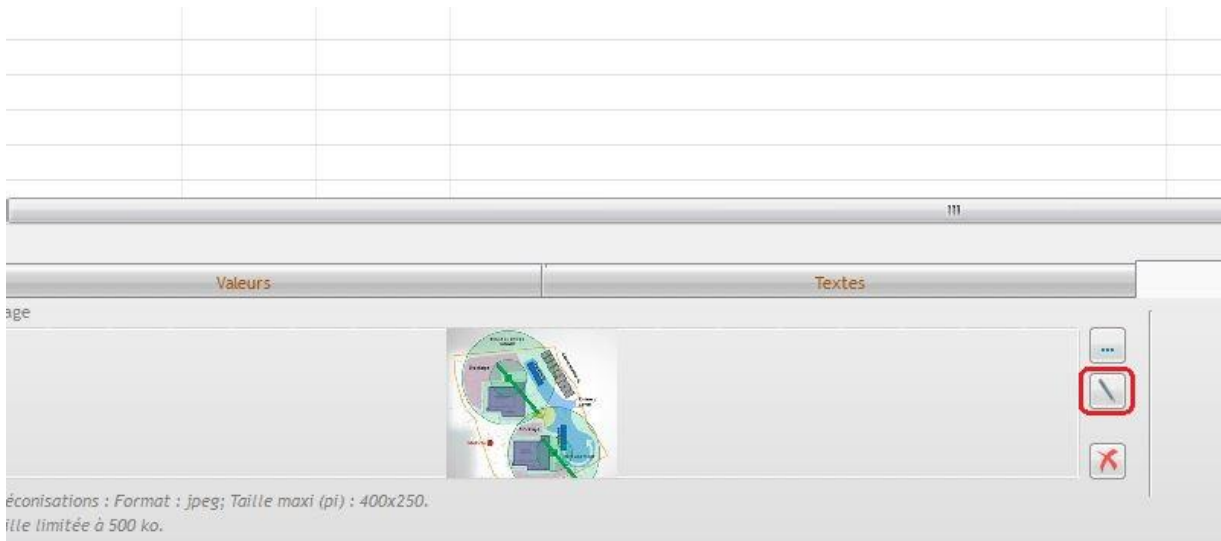 Valeurs
Textes
age
...
éconisations : Format : jpeg; Taille maxi (pi) : 400x250.
ille limitée à 500 ko.